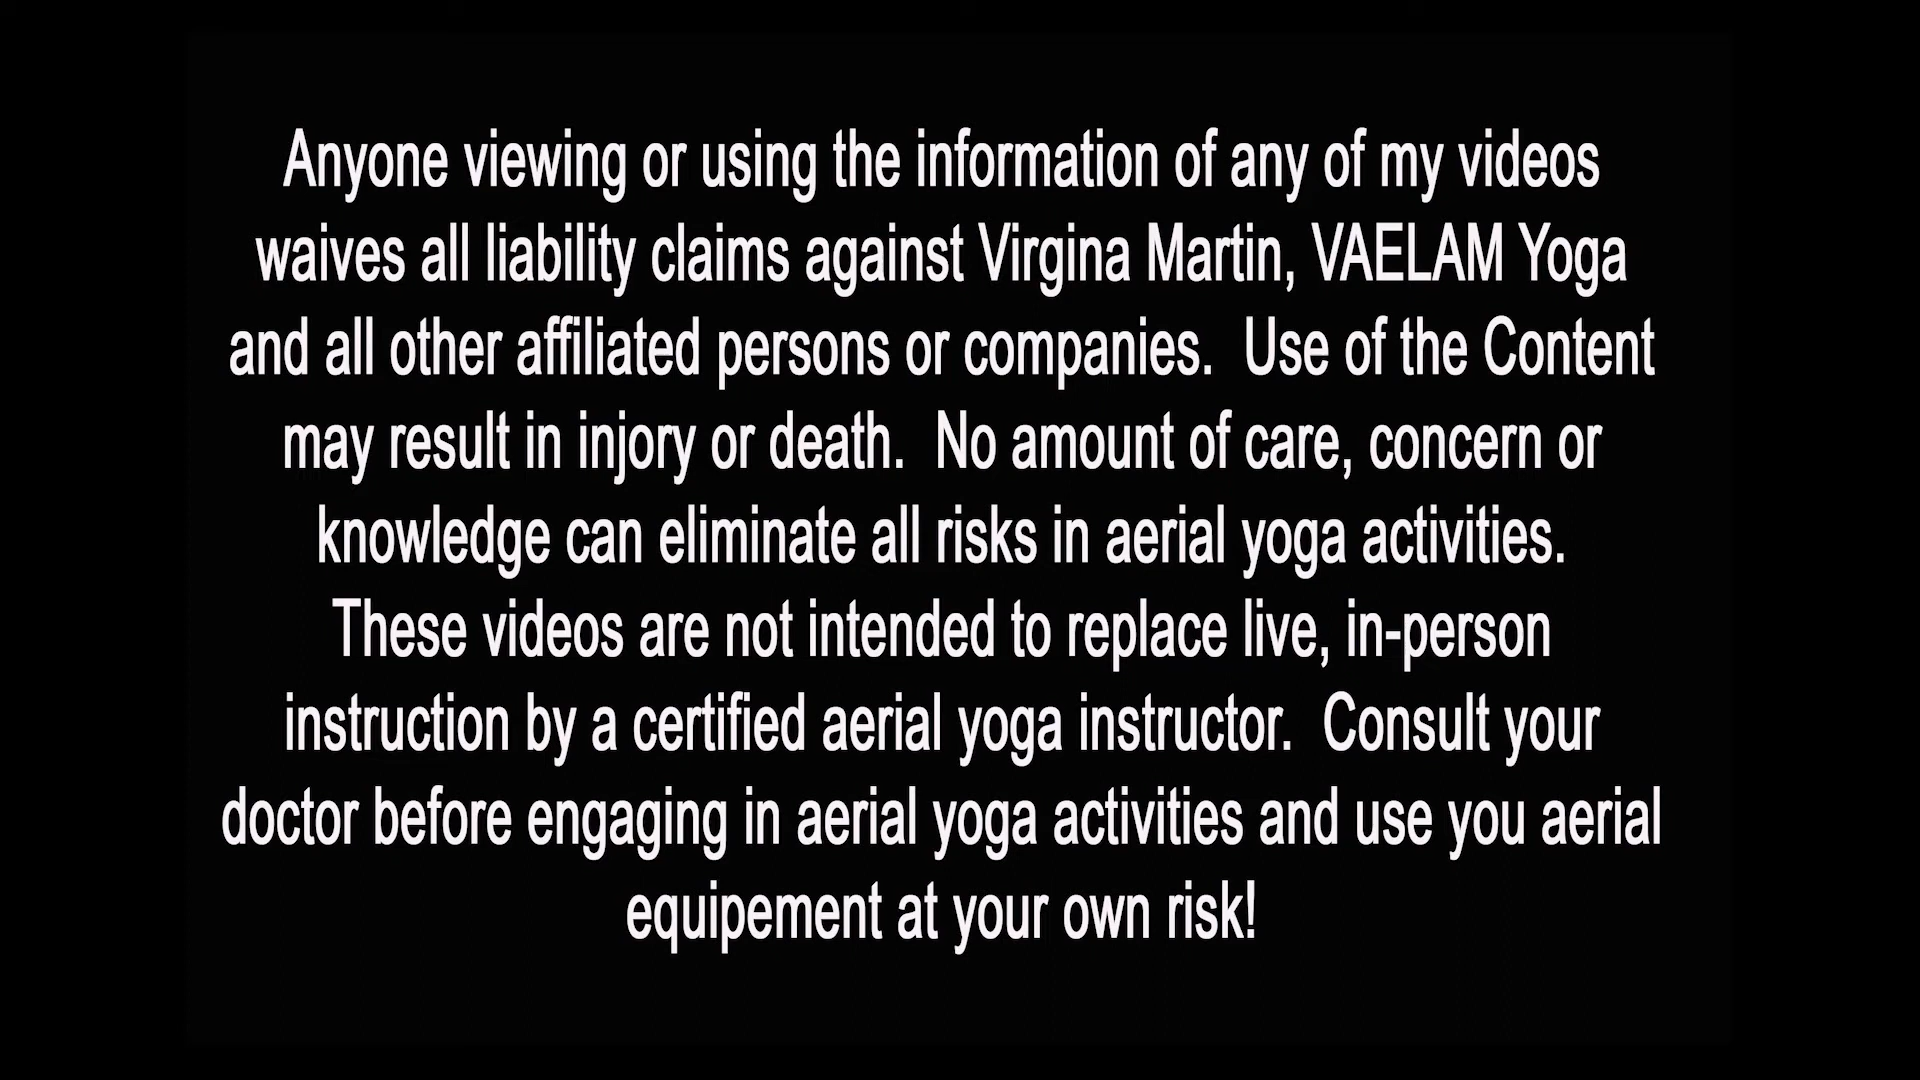 Anyone viewing or using the information of any of my videos
waives all liability claims against Virgina Martin, VAELAM Yoga
and all other affiliated persons or companies.  Use of the Content
may result in injory or death.  No amount of care, concern or
knowledge can eliminate all risks in aerial yoga activities.
These videos are not intended to replace live, in-person
instruction by a certified aerial yoga instructor.  Consult your
doctor before engaging in aerial yoga activities and use you aerial
equipement at your own risk!